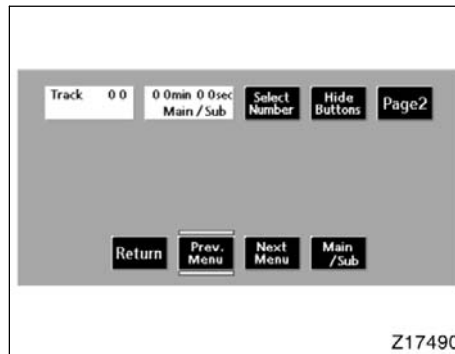 Track 0 0
0 0min 0 0sec
Main / Sub
Select
Number
Hide
Buttons
Page2
Return
Prev.
Menu
Next
Menu
Main
/Sub
Z17490